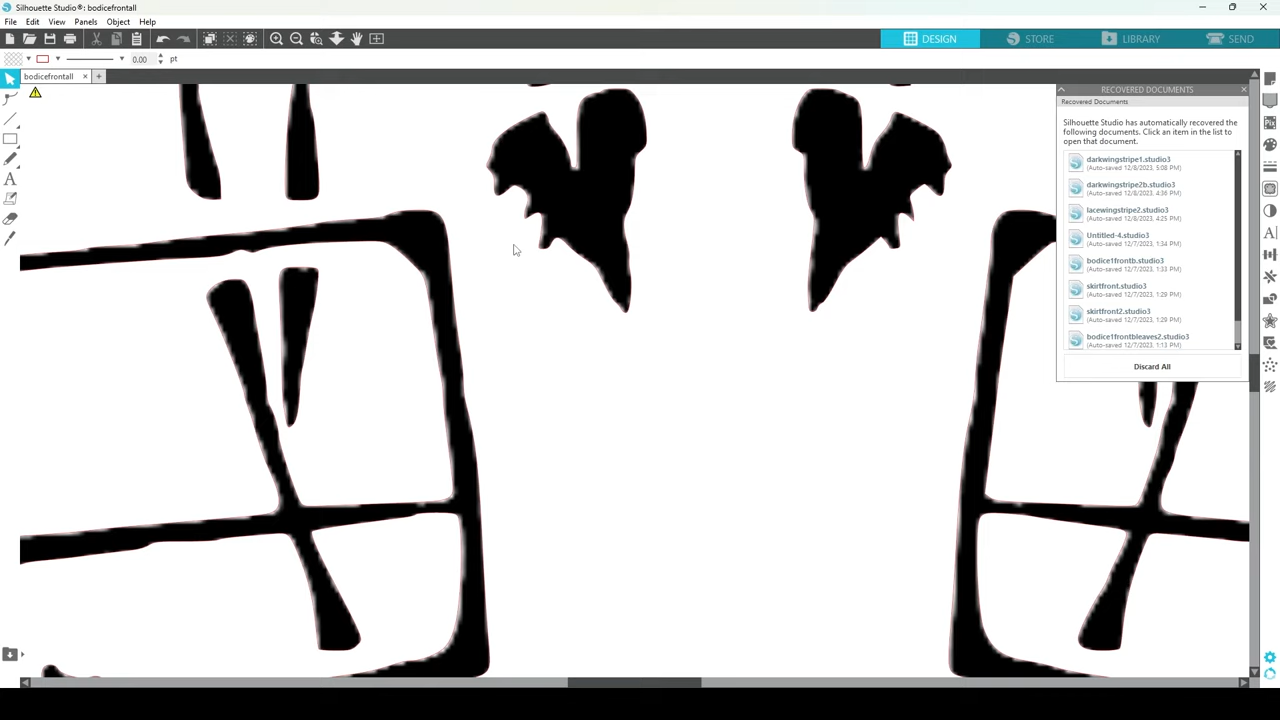 Silhouette Studio®: bodicefrontall
File Edit View Panels Object Help
DESIGN STORE LIBRARY SEND
0.00 pt
bodicefrontall
RECOVERED DOCUMENTS
Recovered Documents
Silhouette Studio has automatically recovered the
following documents. Click an item in the list to
open that document.
darkwingstripe1.studio3
(Auto-saved 12/8/2023, 5:08 PM)
darkwingstripe2b.studio3
(Auto-saved 12/8/2023, 4:36 PM)
lacewingstripe2.studio3
(Auto-saved 12/8/2023, 4:25 PM)
Untitled-4.studio3
(Auto-saved 12/7/2023, 1:34 PM)
bodice1frontb.studio3
(Auto-saved 12/7/2023, 1:33 PM)
skirtfront.studio3
(Auto-saved 12/7/2023, 1:29 PM)
skirtfront2.studio3
(Auto-saved 12/7/2023, 1:29 PM)
bodice1frontbleaves2.studio3
(Auto-saved 12/7/2023, 1:13 PM)
Discard All